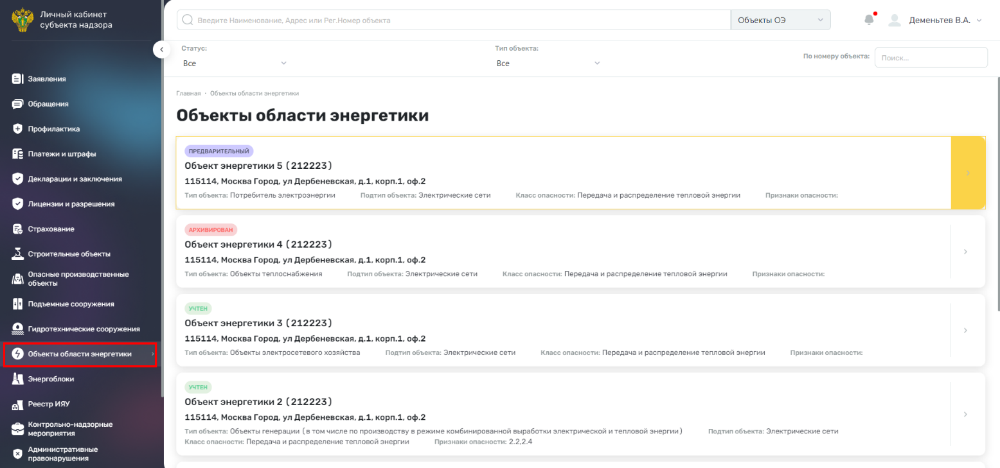 Личный кабинет
субъекта надзора
Заявления
Обращения
Профилактика
Платежи и штрафы
Декларации и заключения
Лицензии и разрешения
Страхование
Строительные объекты
Опасные производственные
объекты
Подъемные сооружения
Гидротехнические сооружения
Объекты области энергетики
Энергоблоки
Реестр ИЯУ
Контрольно-надзорные
мероприятия
Административные
правонарушения
Введите Наименование, Адрес или Рег.Номер объекта
Объекты ОЭ
Деменьтев В.А.
Статус:
Все
Тип объекта:
Все
По номеру объекта:
Поиск...
Главная • Объекты области энергетики
Объекты области энергетики
ПРЕДВАРИТЕЛЬНЫЙ
Объект энергетики 5 (212223)
115114, Москва Город, ул Дербеневская, д.1, корп.1, оф.2
Тип объекта: Потребитель электроэнергии Подтип объекта: Электрические сети Класс опасности: Передача и распределение тепловой энергии Признаки опасности:
АРХИВИРОВАН
Объект энергетики 4 (212223)
115114, Москва Город, ул Дербеневская, д.1, корп.1, оф.2
Тип объекта: Объекты теплоснабжения Подтип объекта: Электрические сети Класс опасности: Передача и распределение тепловой энергии Признаки опасности:
УЧТЕН
Объект энергетики 3 (212223)
115114, Москва Город, ул Дербеневская, д.1, корп.1, оф.2
Тип объекта: Объекты электросетевого хозяйства Подтип объекта: Электрические сети Класс опасности: Передача и распределение тепловой энергии Признаки опасности:
УЧТЕН
Объект энергетики 2 (212223)
115114, Москва Город, ул Дербеневская, д.1, корп.1, оф.2
Тип объекта: Объекты генерации (в том числе по производству в режиме комбинированной выработки электрической и тепловой энергии) Подтип объекта: Электрические сети
Класс опасности: Передача и распределение тепловой энергии Признаки опасности: 2.2,2.4